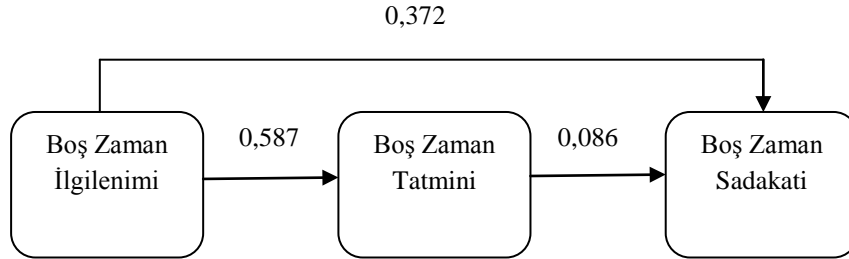 0,372
Boş Zaman
İlgilenimi
0,587
Boş Zaman
Tatmini
0,086
Boş Zaman
Sadakati